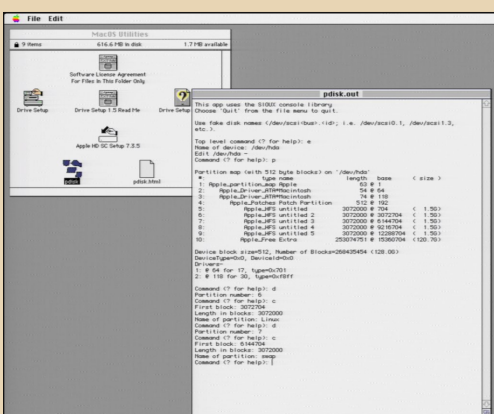 File Edit
MacOS Utilities
9 items 616.6 MB in disk 1.7 MB available
Software License Agreement
For Files In This Folder Only
Drive Setup
Drive Setup 1.5 Read Me
Drive Setup
Apple HD SC Setup 7.3.5
pdisk
pdisk.html
pdisk.out
This app uses the SIOUX console library
Choose 'Quit' from the file menu to quit.
Use fake disk names (/dev/scsi<bus>.<id>; i.e. /dev/scsi0.1, /dev/scsi1.3,
etc.).
Top level command (? for help): e
Name of device: /dev/hda
Edit /dev/hda -
Command (? for help): p
Partition map (with 512 byte blocks) on '/dev/hda'
#: type name length base ( size )
1: Apple_partition_map Apple 63 @ 1
2: Apple_Driver_ATA*Macintosh 54 @ 64
3: Apple_Driver_ATA*Macintosh 74 @ 118
4: Apple_Patches Patch Partition 512 @ 192
5: Apple_HFS untitled 3072000 @ 704 ( 1.5G)
6: Apple_HFS untitled 2 3072000 @ 3072704 ( 1.5G)
7: Apple_HFS untitled 3 3072000 @ 6144704 ( 1.5G)
8: Apple_HFS untitled 4 3072000 @ 9216704 ( 1.5G)
9: Apple_HFS untitled 5 3072000 @ 12288704 ( 1.5G)
10: Apple_Free Extra 253074751 @ 15360704 (120.7G)
Device block size=512, Number of Blocks=268435454 (128.0G)
DeviceType=0x0, DeviceId=0x0
Drivers-
1: @ 64 for 17, type=0x701
2: @ 118 for 30, type=0xf8ff
Command (? for help): d
Partition number: 6
Command (? for help): c
First block: 3072704
Length in blocks: 3072000
Name of partition: Linux
Command (? for help): d
Partition number: 7
Command (? for help): c
First block: 6144704
Length in blocks: 3072000
Name of partition: swap
Command (? for help):